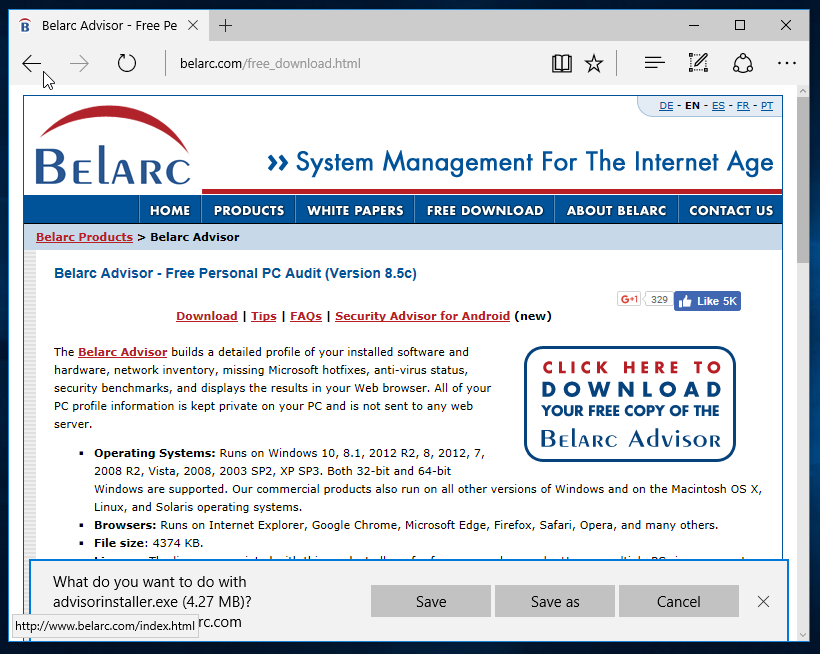 Belarc Advisor - Free Pe
belarc.com/free_download.html
DE - EN - ES - FR - PT
BELARC
System Management For The Internet Age
HOME
PRODUCTS
WHITE PAPERS
FREE DOWNLOAD
ABOUT BELARC
CONTACT US
Belarc Products > Belarc Advisor
Belarc Advisor - Free Personal PC Audit (Version 8.5c)
G+1 329 Like 5K
Download | Tips | FAQs | Security Advisor for Android (new)
The Belarc Advisor builds a detailed profile of your installed software and
hardware, network inventory, missing Microsoft hotfixes, anti-virus status,
security benchmarks, and displays the results in your Web browser. All of your
PC profile information is kept private on your PC and is not sent to any web
server.
CLICK HERE TO
DOWNLOAD
YOUR FREE COPY OF THE
BELARC ADVISOR
Operating Systems: Runs on Windows 10, 8.1, 2012 R2, 8, 2012, 7,
2008 R2, Vista, 2008, 2003 SP2, XP SP3. Both 32-bit and 64-bit
Windows are supported. Our commercial products also run on all other versions of Windows and on the Macintosh OS X,
Linux, and Solaris operating systems.
Browsers: Runs on Internet Explorer, Google Chrome, Microsoft Edge, Firefox, Safari, Opera, and many others.
File size: 4374 KB.
What do you want to do with
advisorinstaller.exe (4.27 MB)?
rc.com
Save
Save as
Cancel
http://www.belarc.com/index.html